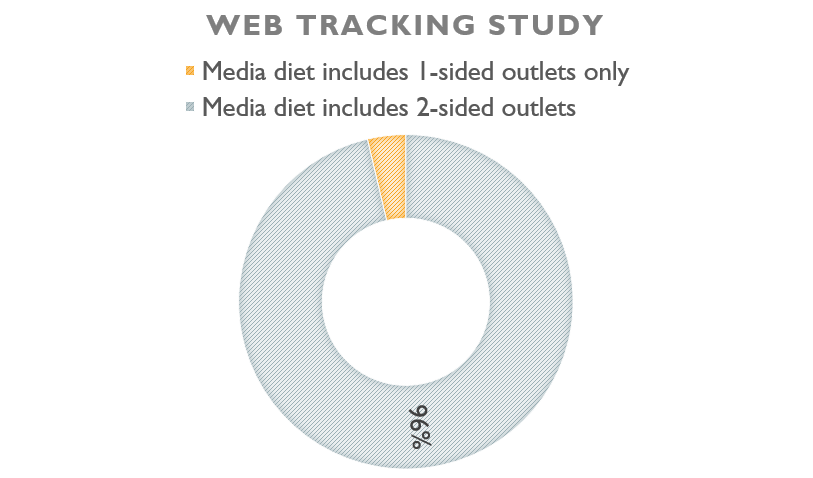 WEB TRACKING STUDY
Media diet includes 1-sided outlets only
Media diet includes 2-sided outlets
96%